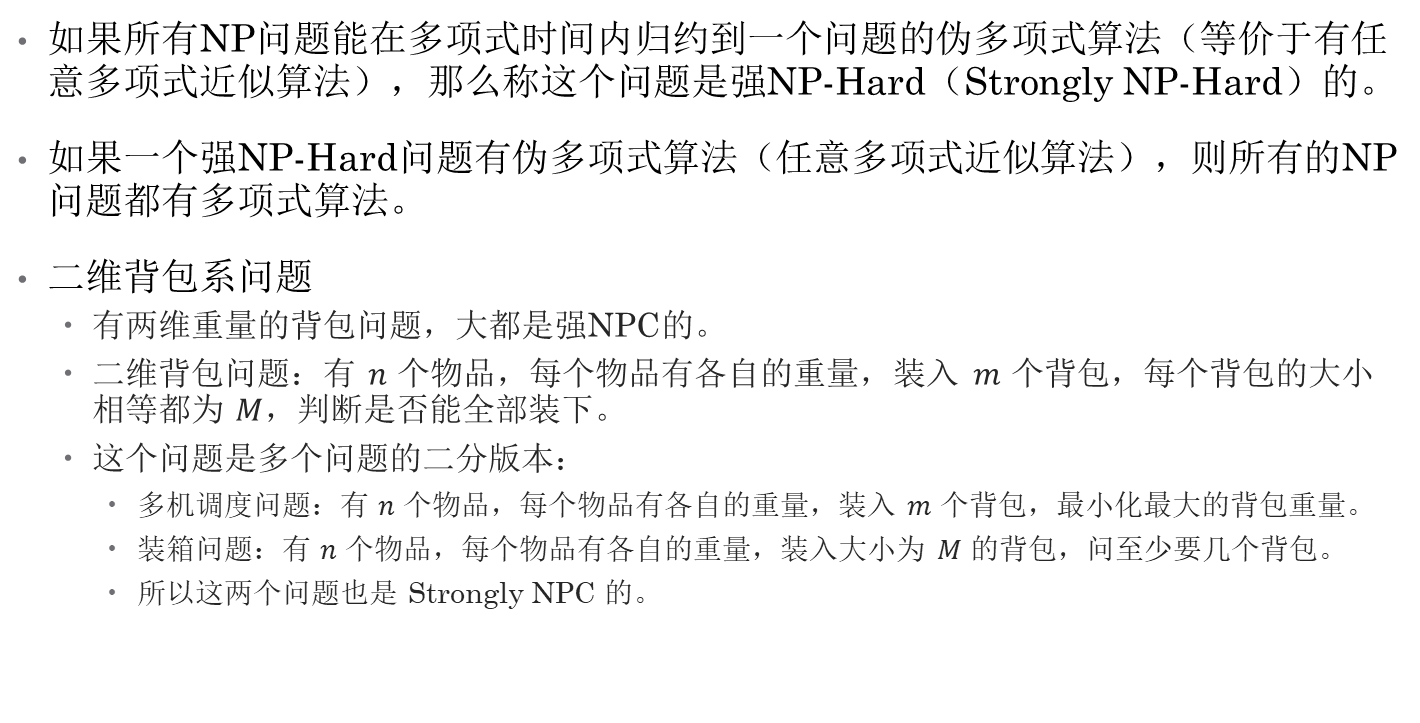 • 如果所有NP问题能在多项式时间内归约到一个问题的伪多项式算法（等价于有任
意多项式近似算法），那么称这个问题是强NP-Hard（Strongly NP-Hard）的。
• 如果一个强NP-Hard问题有伪多项式算法（任意多项式近似算法），则所有的NP
问题都有多项式算法。
• 二维背包系问题
• 有两维重量的背包问题，大都是强NPC的。
• 二维背包问题：有 n 个物品，每个物品有各自的重量，装入 m 个背包，每个背包的大小
相等都为 M，判断是否能全部装下。
• 这个问题是多个问题的二分版本：
• 多机调度问题：有 n 个物品，每个物品有各自的重量，装入 m 个背包，最小化最大的背包重量。
• 装箱问题：有 n 个物品，每个物品有各自的重量，装入大小为 M 的背包，问至少要几个背包。
• 所以这两个问题也是 Strongly NPC 的。